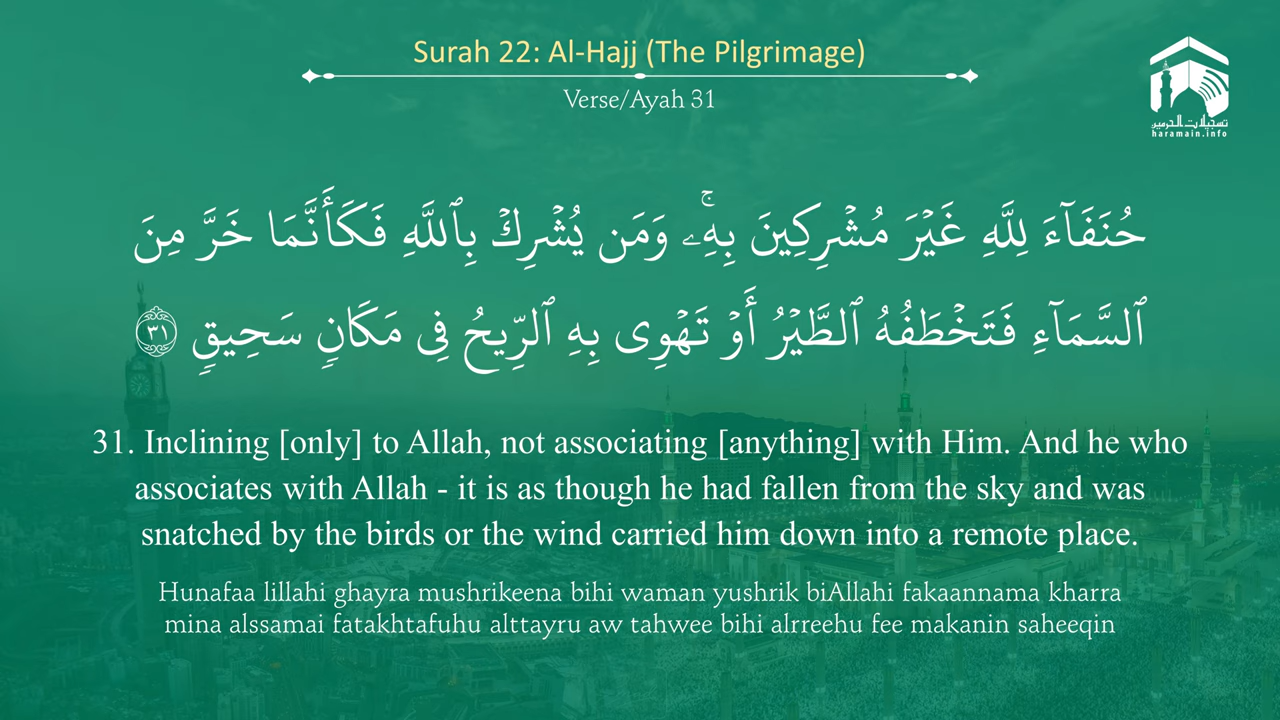 Surah 22: Al-Hajj (The Pilgrimage)
Verse/Ayah 31
تسجيلات الحرمين
haramain.info
حُنَفَآءَ لِلَّهِ غَيْرَ مُشْرِكِينَ بِهِۦۚ وَمَن يُشْرِكْ بِٱللَّهِ فَكَأَنَّمَا خَرَّ مِنَ
ٱلسَّمَآءِ فَتَخْطَفُهُ ٱلطَّيْرُ أَوْ تَهْوِى بِهِ ٱلرِّيحُ فِى مَكَانٍ سَحِيقٍ ٣١
31. Inclining [only] to Allah, not associating [anything] with Him. And he who
associates with Allah - it is as though he had fallen from the sky and was
snatched by the birds or the wind carried him down into a remote place.
Hunafaa lillahi ghayra mushrikeena bihi waman yushrik biAllahi fakaannama kharra
mina alssamai fatakhtafuhu alttayru aw tahwee bihi alrreehu fee makanin saheeqin